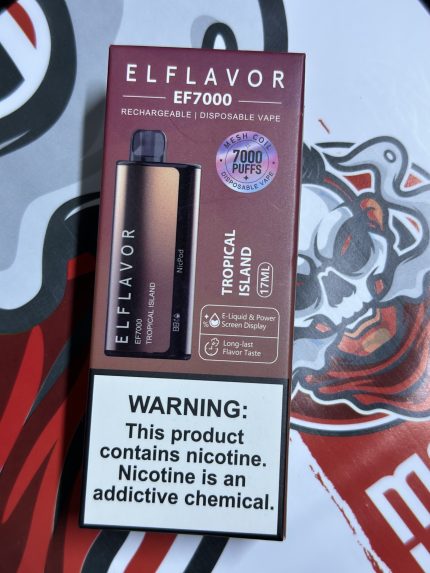 ELFLAVOR
EF7000
RECHARGEABLE | DISPOSABLE VAPE
MESH COIL
7000
PUFFS
+
DISPOSABLE VAPE
ELFLAVOR
EF7000
TROPICAL ISLAND
NicPod
TROPICAL
ISLAND
17ML
E-Liquid & Power
Screen Display
Long-last
Flavor Taste
WARNING:
This product
contains nicotine.
Nicotine is an
addictive chemical.